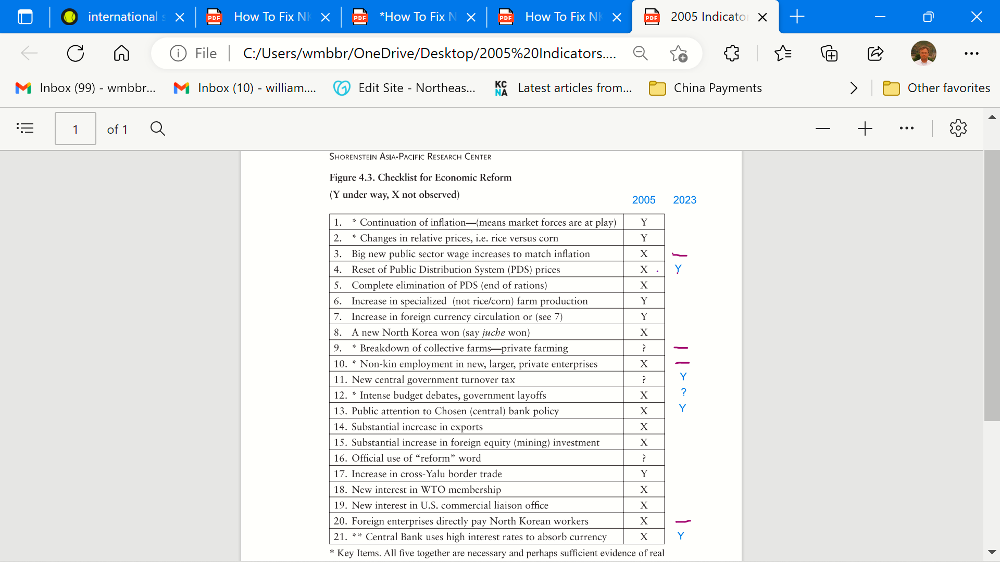 international
How To Fix
*How To Fix N
How To Fix
2005 Indicato
File
C:/Users/wmbbr/OneDrive/Desktop/2005%20Indicators....
Inbox (99) - wmbbr...
Inbox (10) - william....
Edit Site - Northeas...
KC
NA
Latest articles from...
China Payments
Other favorites
1 of 1
SHORENSTEIN ASIA-PACIFIC RESEARCH CENTER
Figure 4.3. Checklist for Economic Reform
(Y under way, X not observed)
2005 2023
1. * Continuation of inflation—(means market forces are at play) Y
2. * Changes in relative prices, i.e. rice versus corn Y
3. Big new public sector wage increases to match inflation X —
4. Reset of Public Distribution System (PDS) prices X Y
5. Complete elimination of PDS (end of rations) X
6. Increase in specialized (not rice/corn) farm production Y
7. Increase in foreign currency circulation or (see 7) Y
8. A new North Korea won (say juche won) X
9. * Breakdown of collective farms—private farming ? —
10. * Non-kin employment in new, larger, private enterprises X —
11. New central government turnover tax ? Y
12. * Intense budget debates, government layoffs X ?
13. Public attention to Chosen (central) bank policy X Y
14. Substantial increase in exports X
15. Substantial increase in foreign equity (mining) investment X
16. Official use of “reform” word ?
17. Increase in cross-Yalu border trade Y
18. New interest in WTO membership X
19. New interest in U.S. commercial liaison office X
20. Foreign enterprises directly pay North Korean workers X —
21. ** Central Bank uses high interest rates to absorb currency X Y
* Key Items. All five together are necessary and perhaps sufficient evidence of real